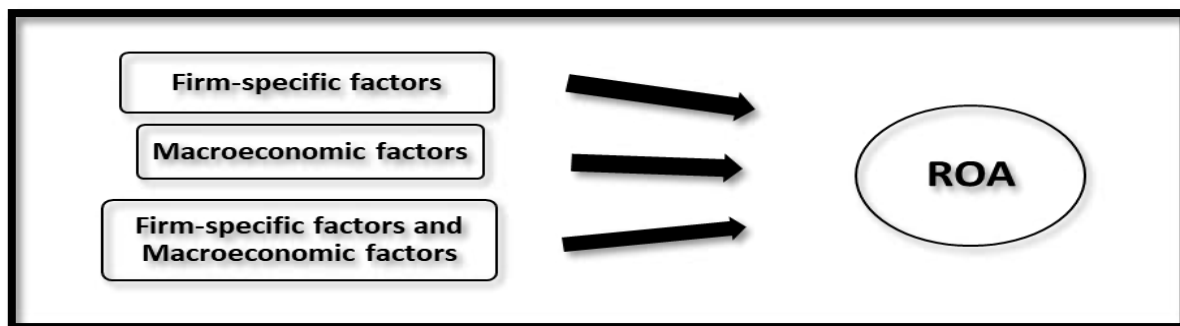 Firm-specific factors
Macroeconomic factors
Firm-specific factors and
Macroeconomic factors
ROA